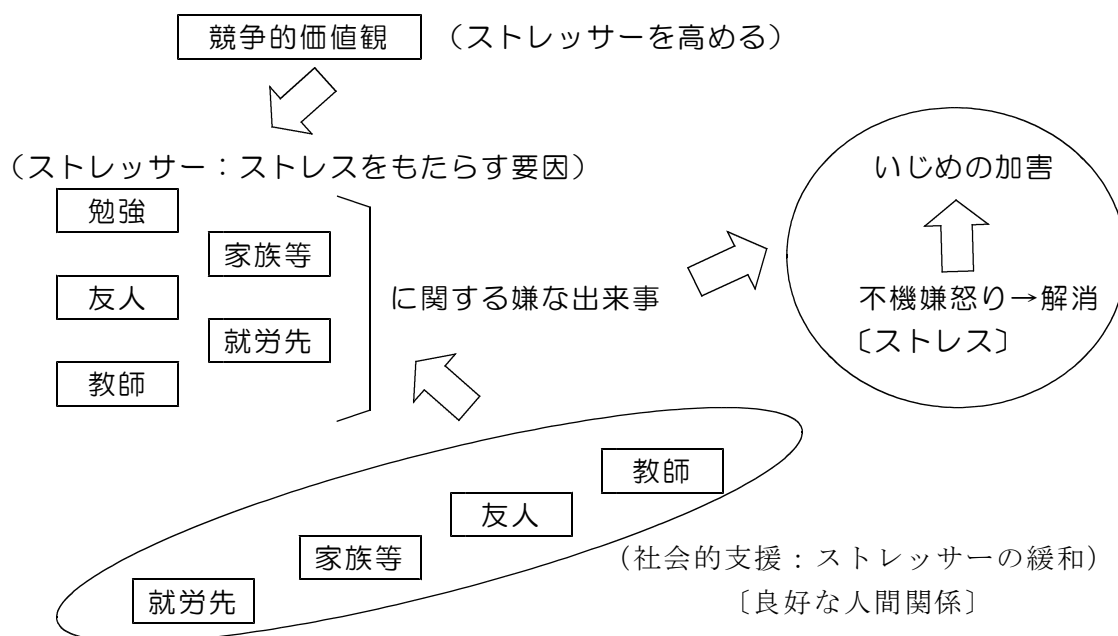 競争的価値観 （ストレッサーを高める）
（ストレッサー：ストレスをもたらす要因）
勉強
家族等
友人
就労先
教師
に関する嫌な出来事
いじめの加害
不機嫌怒り→解消
〔ストレス〕
教師
友人
家族等
就労先
（社会的支援：ストレッサーの緩和）
〔良好な人間関係〕